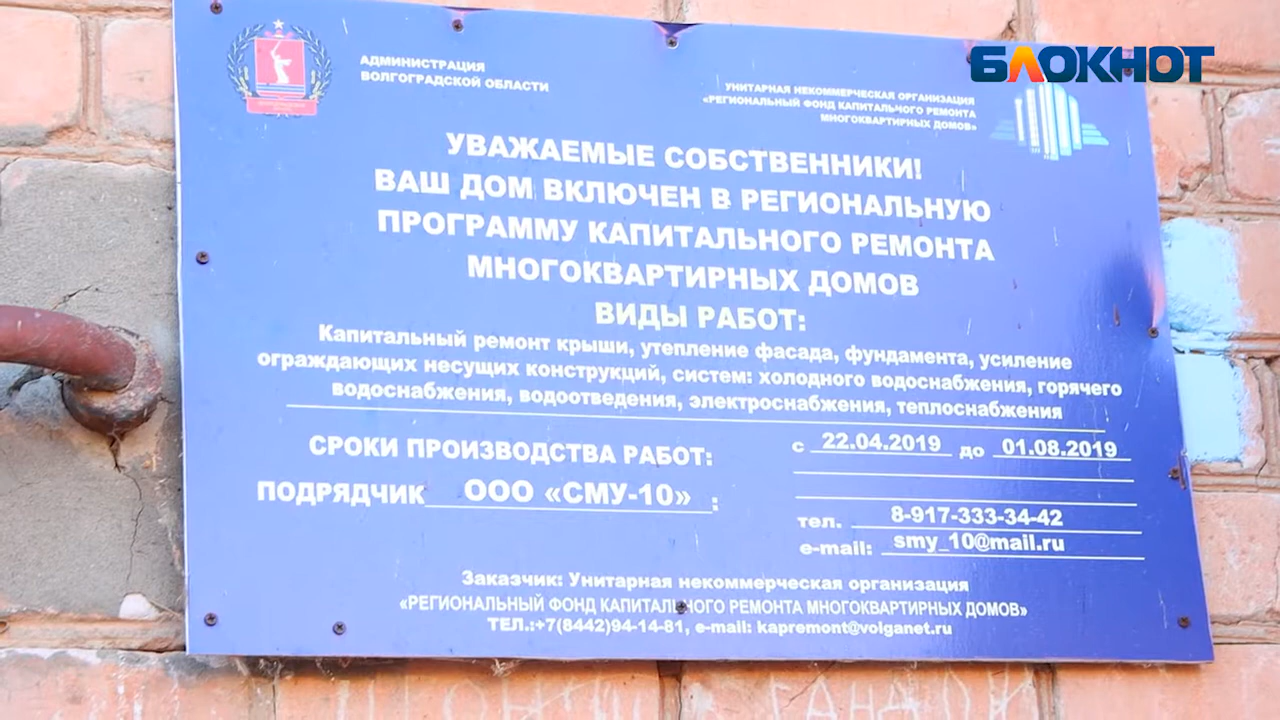 БЛОКНОТ
АДМИНИСТРАЦИЯ
ВОЛГОГРАДСКОЙ ОБЛАСТИ
УНИТАРНАЯ НЕКОММЕРЧЕСКАЯ ОРГАНИЗАЦИЯ
«РЕГИОНАЛЬНЫЙ ФОНД КАПИТАЛЬНОГО РЕМОНТА
МНОГОКВАРТИРНЫХ ДОМОВ»
УВАЖАЕМЫЕ СОБСТВЕННИКИ!
ВАШ ДОМ ВКЛЮЧЕН В РЕГИОНАЛЬНУЮ
ПРОГРАММУ КАПИТАЛЬНОГО РЕМОНТА
МНОГОКВАРТИРНЫХ ДОМОВ
ВИДЫ РАБОТ:
Капитальный ремонт крыши, утепление фасада, фундамента, усиление
ограждающих несущих конструкций, систем: холодного водоснабжения, горячего
водоснабжения, водоотведения, электроснабжения, теплоснабжения
СРОКИ ПРОИЗВОДСТВА РАБОТ: с 22.04.2019 до 01.08.2019
ПОДРЯДЧИК ООО «СМУ-10» ;
тел. 8-917-333-34-42
e-mail: smy_10@mail.ru
Заказчик: Унитарная некоммерческая организация
«РЕГИОНАЛЬНЫЙ ФОНД КАПИТАЛЬНОГО РЕМОНТА МНОГОКВАРТИРНЫХ ДОМОВ»
ТЕЛ.:+7(8442)94-14-81, e-mail: kapremont@volganet.ru